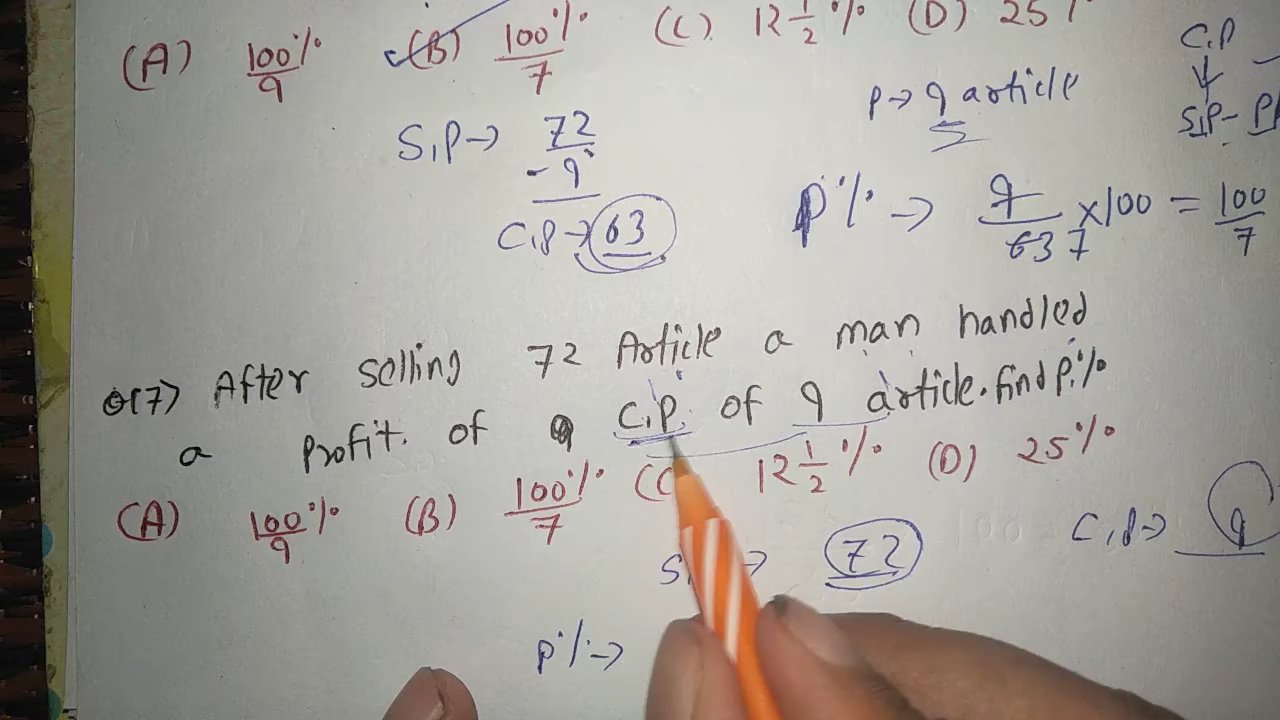 (A) 100%/9 (B) 100%/7 (C) 12 1/2 % (D) 25%
C.P
S.P → 72
P → 9 article
S.P -
- 9
C.P → 63
P% → 9/63 7 × 100 = 100/7
Q(7) After selling 72 Article a man handled
a profit. of C.P. of 9 article. find P.%
(A) 100%/9 (B) 100%/7 (C 12 1/2 % (D) 25%
72
C.P → 9
P% →